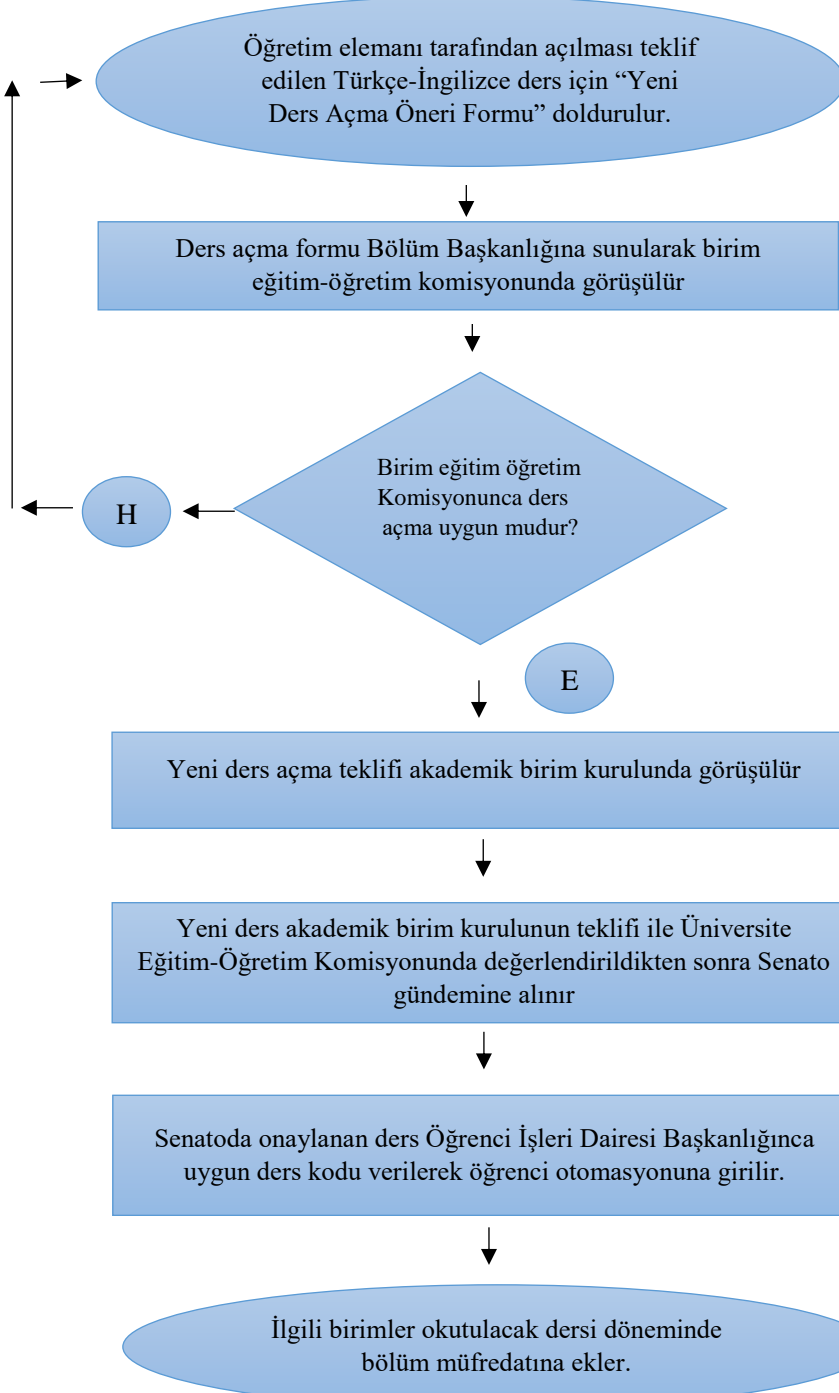 Öğretim elemanı tarafından açılması teklif
edilen Türkçe-İngilizce ders için “Yeni
Ders Açma Öneri Formu” doldurulur.
Ders açma formu Bölüm Başkanlığına sunularak birim
eğitim-öğretim komisyonunda görüşülür
Birim eğitim öğretim
Komisyonunca ders
açma uygun mudur?
H
E
Yeni ders açma teklifi akademik birim kurulunda görüşülür
Yeni ders akademik birim kurulunun teklifi ile Üniversite
Eğitim-Öğretim Komisyonunda değerlendirildikten sonra Senato
gündemine alınır
Senatoda onaylanan ders Öğrenci İşleri Dairesi Başkanlığınca
uygun ders kodu verilerek öğrenci otomasyonuna girilir.
İlgili birimler okutulacak dersi döneminde
bölüm müfredatına ekler.